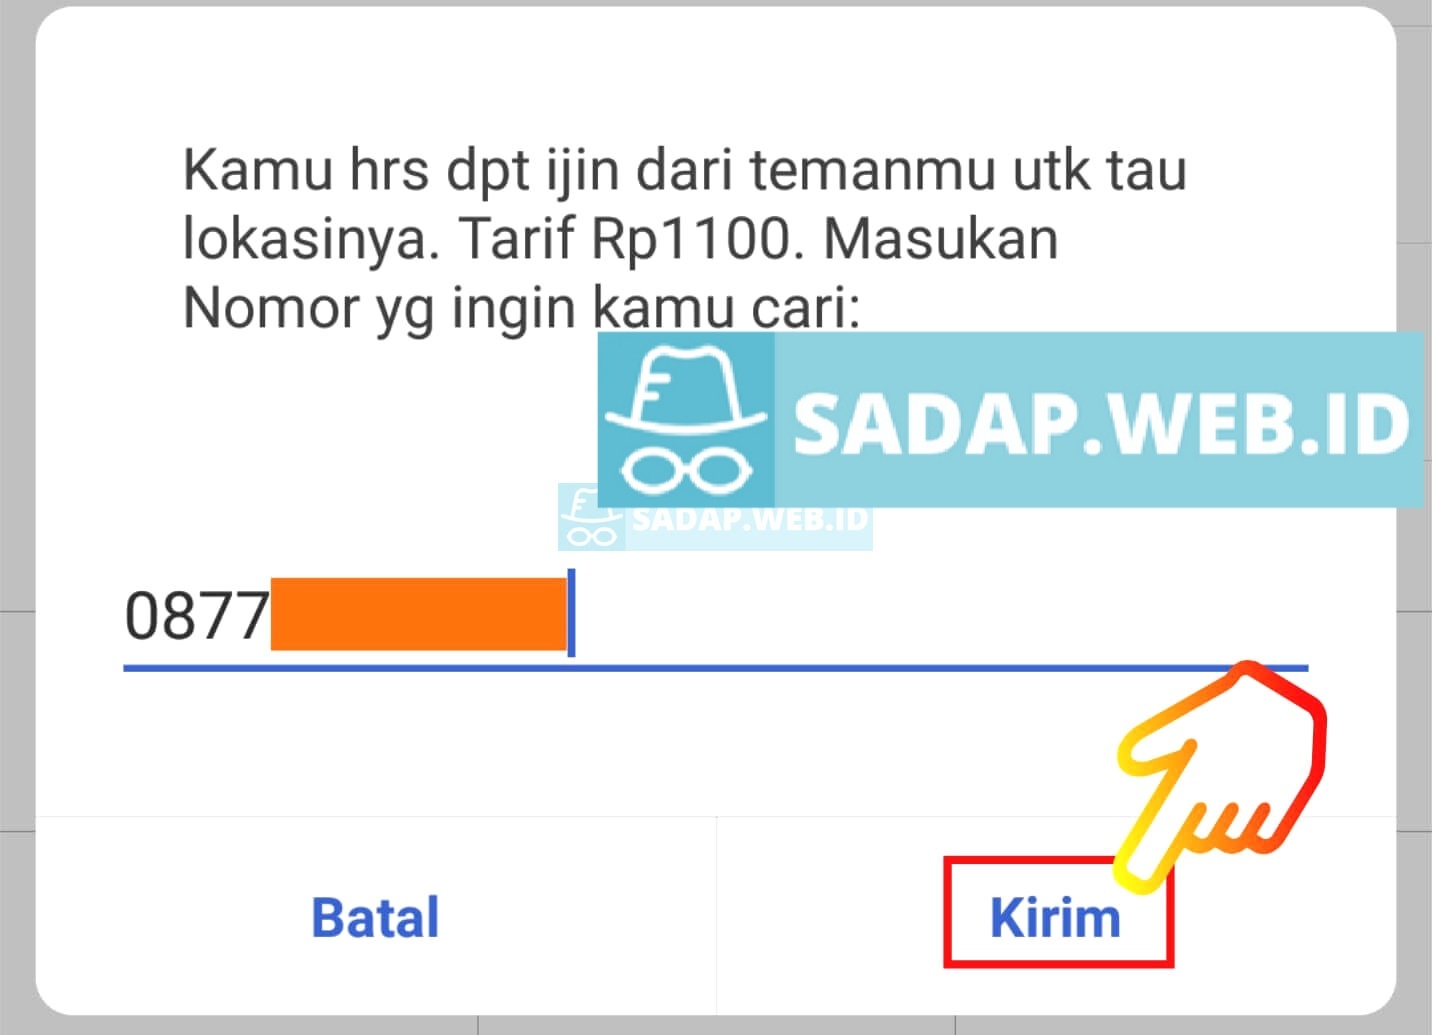 Kamu hrs dpt ijin dari temanmu utk tau
lokasinya. Tarif Rp1100. Masukan
Nomor yg ingin kamu cari:
SADAP.WEB.ID
SADAP.WEB.ID
0877
Batal
Kirim